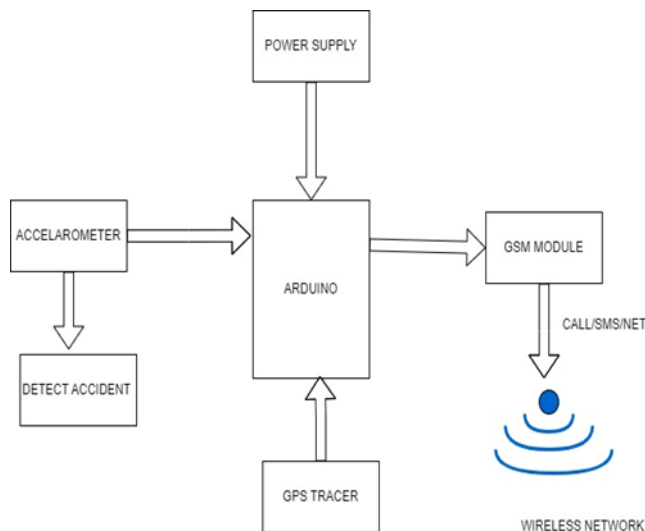 POWER SUPPLY
ACCELAROMETER
ARDUINO
GSM MODULE
CALL/SMS/NET
DETECT ACCIDENT
GPS TRACER
WIRELESS NETWORK